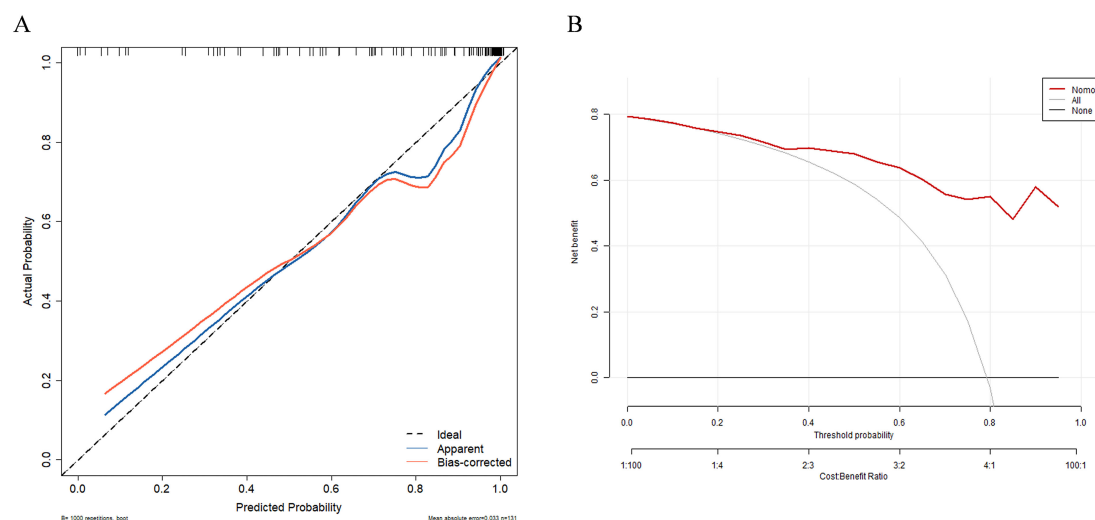 A
B
1.0
0.8
0.6
0.4
0.2
0.0
Actual Probability
Ideal
Apparent
Bias-corrected
0.0 0.2 0.4 0.6 0.8 1.0
Predicted Probability
B= 1000 repetitions, boot
Mean absolute error=0.033 n=131
Nomo
All
None
0.8
0.6
0.4
0.2
0.0
Net benefit
0.0 0.2 0.4 0.6 0.8 1.0
Threshold probability
1:100 1:4 2:3 3:2 4:1 100:1
Cost:Benefit Ratio